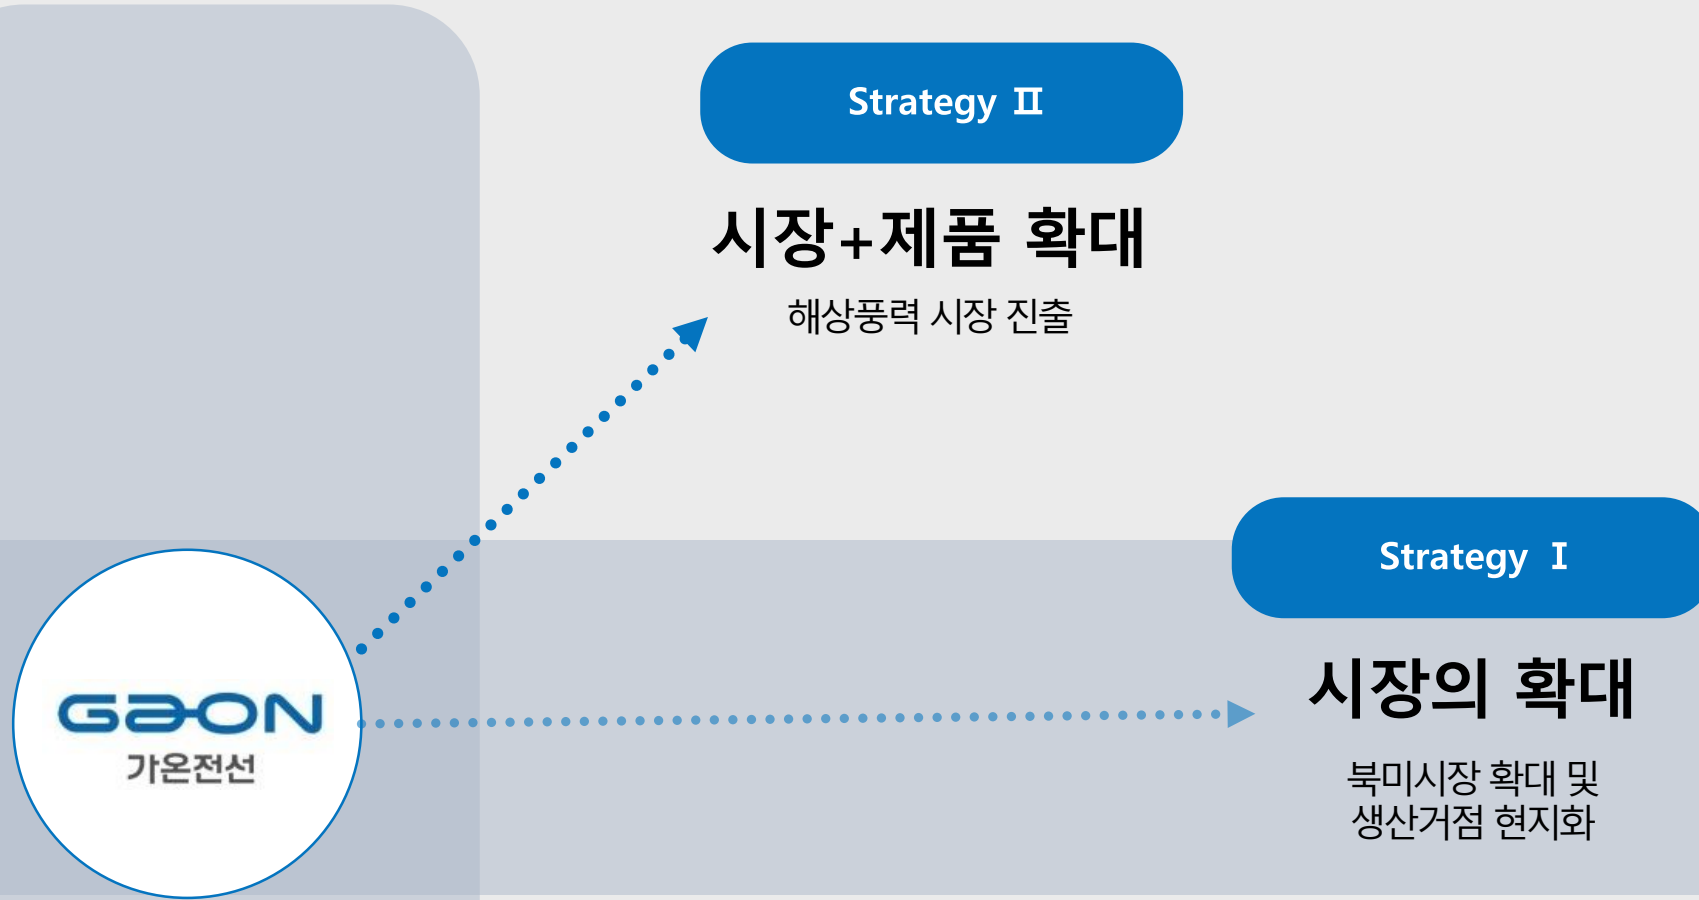 Strategy Ⅱ
시장+제품 확대
해상풍력 시장 진출
Strategy Ⅰ
시장의 확대
북미시장 확대 및
생산거점 현지화
GAON
가온전선